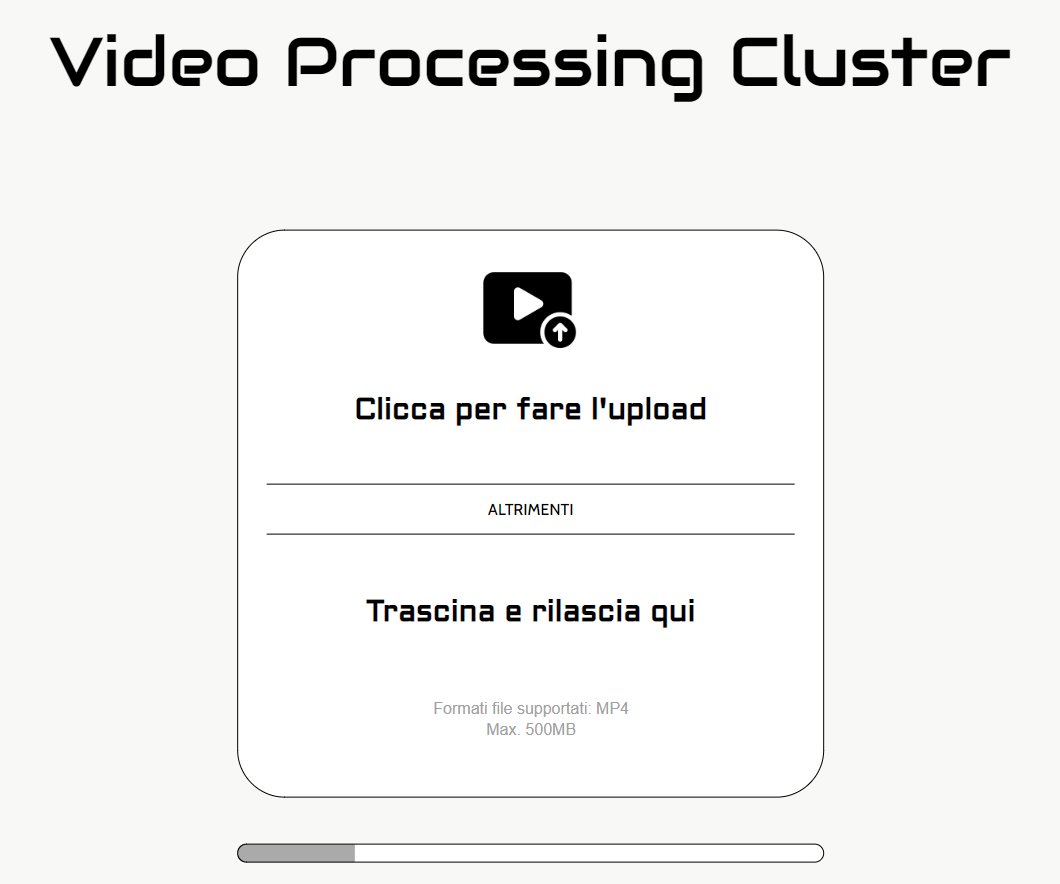 Video Processing Cluster
Clicca per fare l'upload
ALTRIMENTI
Trascina e rilascia qui
Formati file supportati: MP4
Max. 500MB